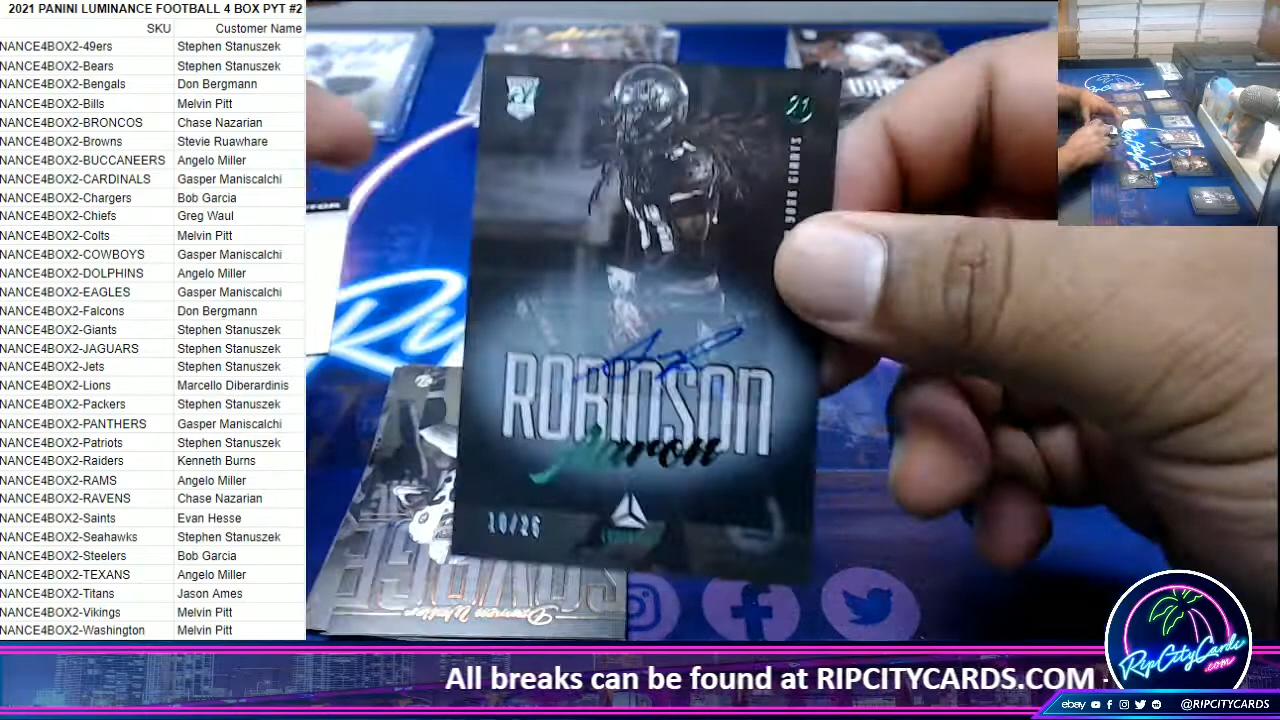 2021 PANINI LUMINANCE FOOTBALL 4 BOX PYT #2
SKU Customer Name
NANCE4BOX2-49ers Stephen Stanuszek
NANCE4BOX2-Bears Stephen Stanuszek
NANCE4BOX2-Bengals Don Bergmann
NANCE4BOX2-Bills Melvin Pitt
NANCE4BOX2-BRONCOS Chase Nazarian
NANCE4BOX2-Browns Stevie Ruawhare
NANCE4BOX2-BUCCANEERS Angelo Miller
NANCE4BOX2-CARDINALS Gasper Maniscalchi
NANCE4BOX2-Chargers Bob Garcia
NANCE4BOX2-Chiefs Greg Waul
NANCE4BOX2-Colts Melvin Pitt
NANCE4BOX2-COWBOYS Gasper Maniscalchi
NANCE4BOX2-DOLPHINS Angelo Miller
NANCE4BOX2-EAGLES Gasper Maniscalchi
NANCE4BOX2-Falcons Don Bergmann
NANCE4BOX2-Giants Stephen Stanuszek
NANCE4BOX2-JAGUARS Stephen Stanuszek
NANCE4BOX2-Jets Stephen Stanuszek
NANCE4BOX2-Lions Marcello Diberardinis
NANCE4BOX2-Packers Stephen Stanuszek
NANCE4BOX2-PANTHERS Gasper Maniscalchi
NANCE4BOX2-Patriots Stephen Stanuszek
NANCE4BOX2-Raiders Kenneth Burns
NANCE4BOX2-RAMS Angelo Miller
NANCE4BOX2-RAVENS Chase Nazarian
NANCE4BOX2-Saints Evan Hesse
NANCE4BOX2-Seahawks Stephen Stanuszek
NANCE4BOX2-Steelers Bob Garcia
NANCE4BOX2-TEXANS Angelo Miller
NANCE4BOX2-Titans Jason Ames
NANCE4BOX2-Vikings Melvin Pitt
NANCE4BOX2-Washington Melvin Pitt
21
YORK GIANTS
ROBINSON
Aaron
All breaks can be found at RIPCITYCARDS.COM -
RipCityCards
.com
ebay @RIPCITYCARDS